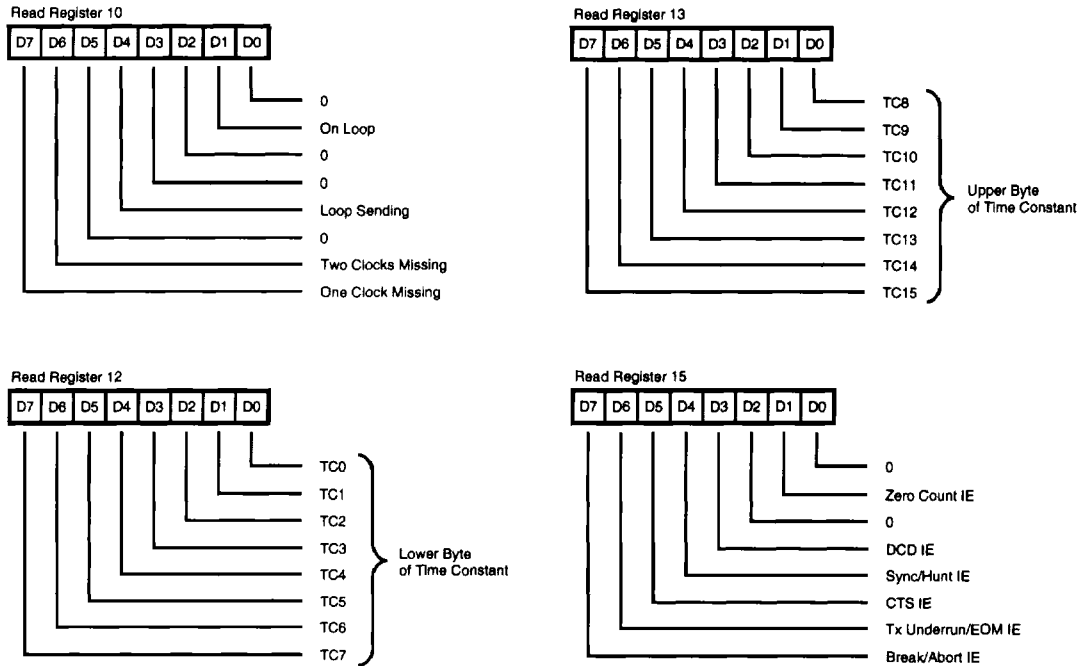 Read Register 10
D7 D6 D5 D4 D3 D2 D1 D0
0
On Loop
0
0
Loop Sending
0
Two Clocks Missing
One Clock Missing
Read Register 13
D7 D6 D5 D4 D3 D2 D1 D0
TC8
TC9
TC10
TC11
TC12
TC13
TC14
TC15
Upper Byte
of Time Constant
Read Register 12
D7 D6 D5 D4 D3 D2 D1 D0
TC0
TC1
TC2
TC3
TC4
TC5
TC6
TC7
Lower Byte
of Time Constant
Read Register 15
D7 D6 D5 D4 D3 D2 D1 D0
0
Zero Count IE
0
DCD IE
Sync/Hunt IE
CTS IE
Tx Underrun/EOM IE
Break/Abort IE